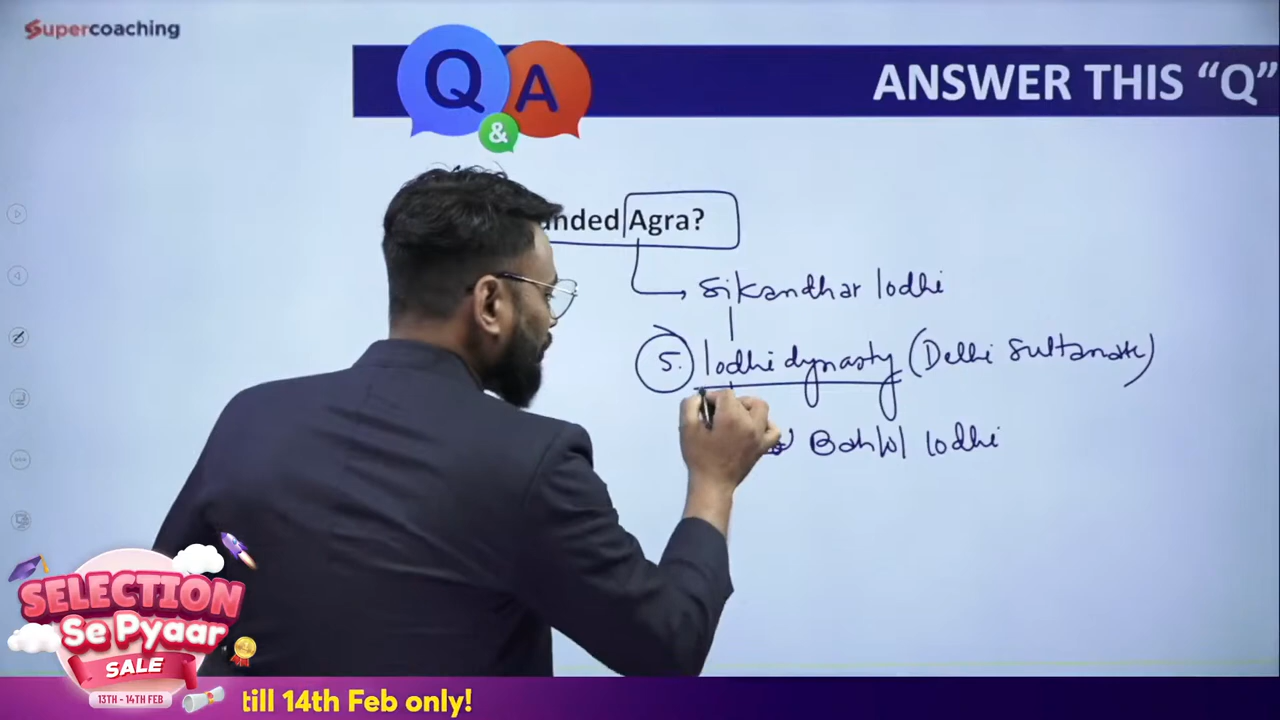 Supercoaching
Q & A
ANSWER THIS “Q”
Agra?
Sikandhar lodhi
5. lodhi dynasty (Delhi Sultanate)
Bahlol lodhi
SELECTION
Se Pyaar
SALE
13TH - 14TH FEB
till 14th Feb only!